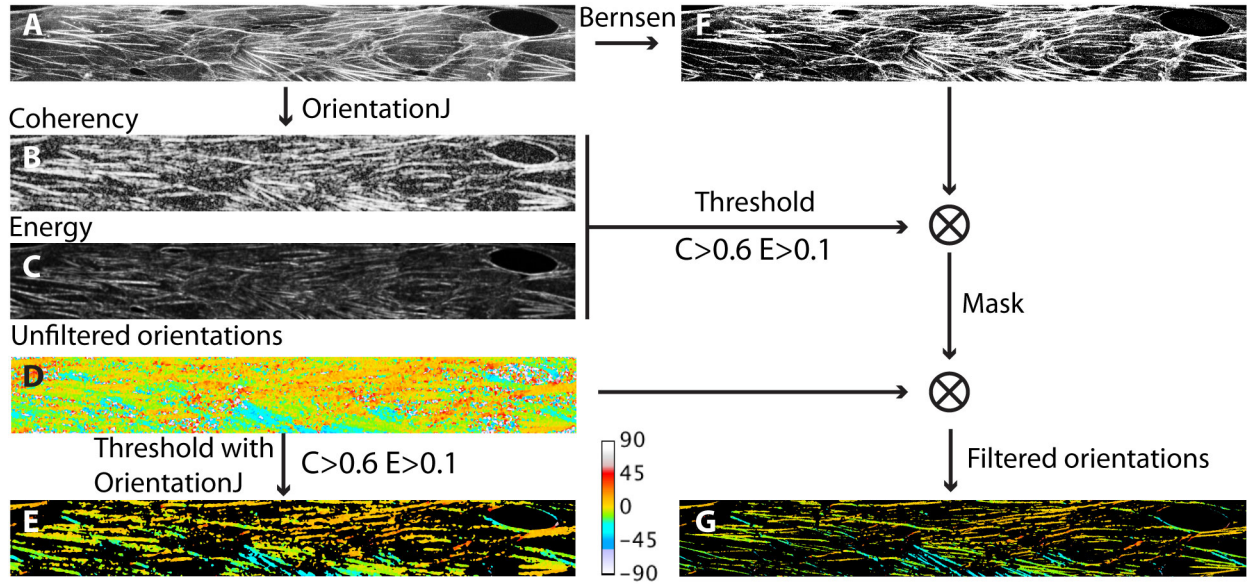 A
Bernsen
F
OrientationJ
Coherency
B
Energy
C
Threshold
C>0.6 E>0.1
Mask
Unfiltered orientations
D
Threshold with
OrientationJ
C>0.6 E>0.1
90
45
0
−45
−90
Filtered orientations
E
G